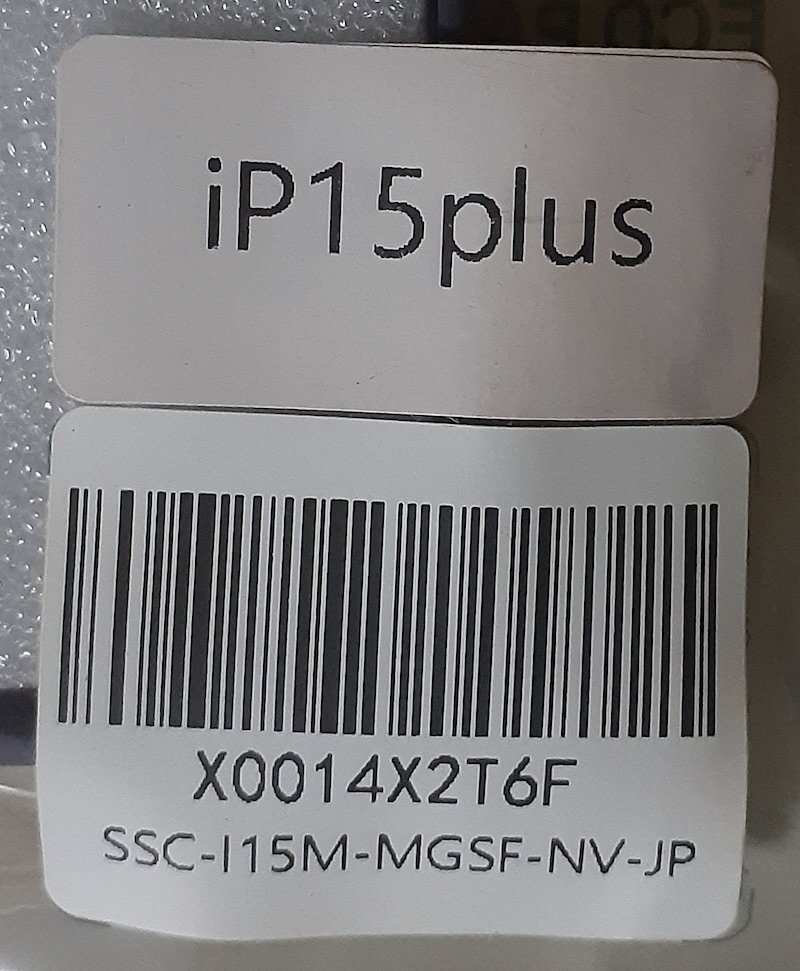 iP15plus
X0014X2T6F
SSC-I15M-MGSF-NV-JP